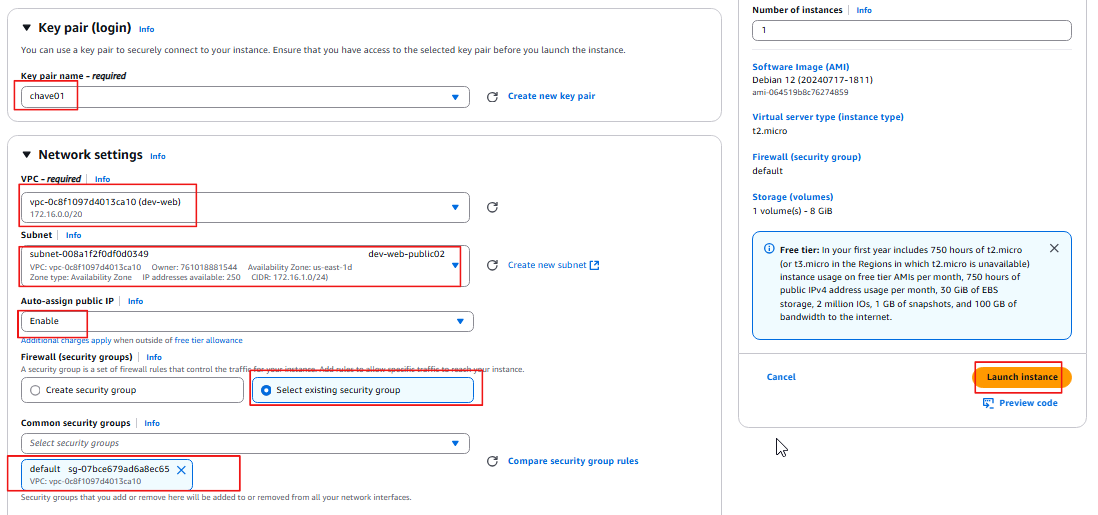 Key pair (login) Info
You can use a key pair to securely connect to your instance. Ensure that you have access to the selected key pair before you launch the instance.
Key pair name - required
chave01
Create new key pair
Network settings Info
VPC - required Info
vpc-0c8f1097d4013ca10 (dev-web)
172.16.0.0/20
Subnet Info
subnet-008a1f2f0df0d0349 dev-web-public02
VPC: vpc-0c8f1097d4013ca10 Owner: 761018881544 Availability Zone: us-east-1d
Zone type: Availability Zone IP addresses available: 250 CIDR: 172.16.1.0/24)
Create new subnet
Auto-assign public IP Info
Enable
Additional charges apply when outside of free tier allowance
Firewall (security groups) Info
A security group is a set of firewall rules that control the traffic for your instance. Add rules to allow specific traffic to reach your instance.
Create security group
Select existing security group
Common security groups Info
Select security groups
default sg-07bce679ad6a8ec65
VPC: vpc-0c8f1097d4013ca10
Compare security group rules
Security groups that you add or remove here will be added to or removed from all your network interfaces.
Number of instances Info
1
Software Image (AMI)
Debian 12 (20240717-1811)
ami-064519b8c76274859
Virtual server type (instance type)
t2.micro
Firewall (security group)
default
Storage (volumes)
1 volume(s) - 8 GiB
Free tier: In your first year includes 750 hours of t2.micro
(or t3.micro in the Regions in which t2.micro is unavailable)
instance usage on free tier AMIs per month, 750 hours of
public IPv4 address usage per month, 30 GiB of EBS
storage, 2 million IOs, 1 GB of snapshots, and 100 GB of
bandwidth to the internet.
Cancel
Launch instance
Preview code